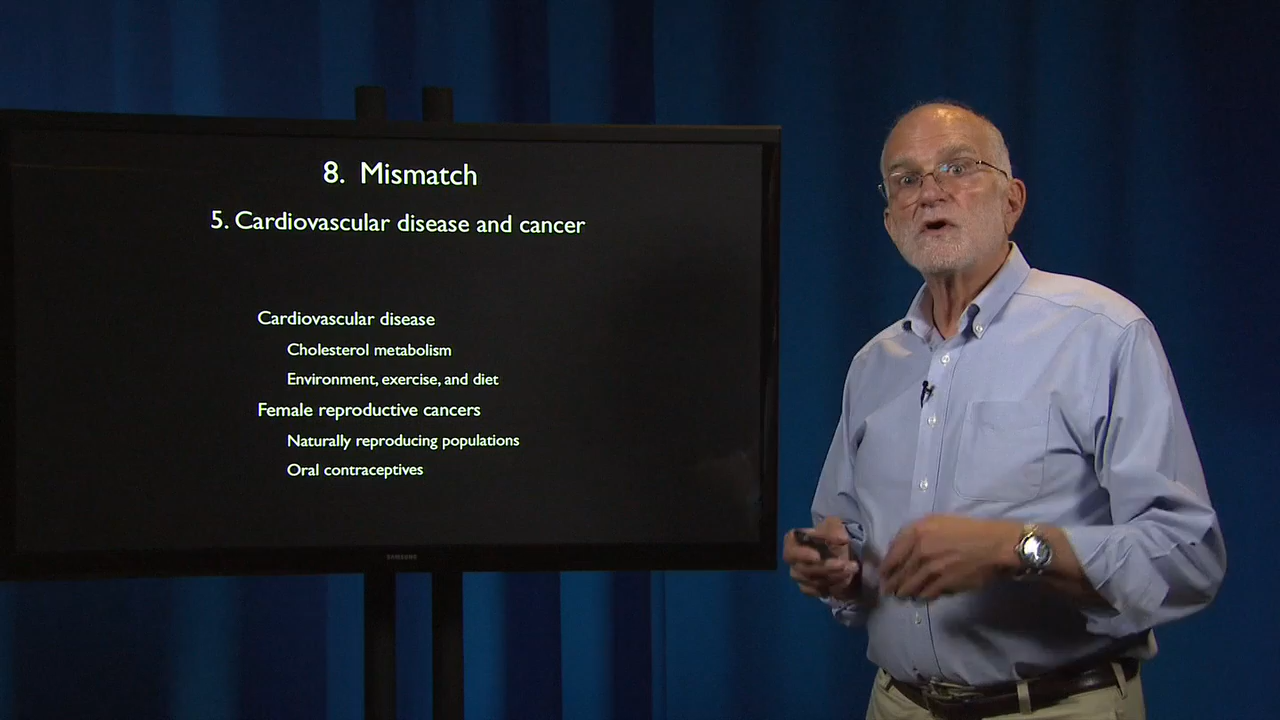 8. Mismatch
5. Cardiovascular disease and cancer
Cardiovascular disease
Cholesterol metabolism
Environment, exercise, and diet
Female reproductive cancers
Naturally reproducing populations
Oral contraceptives
SAMSUNG